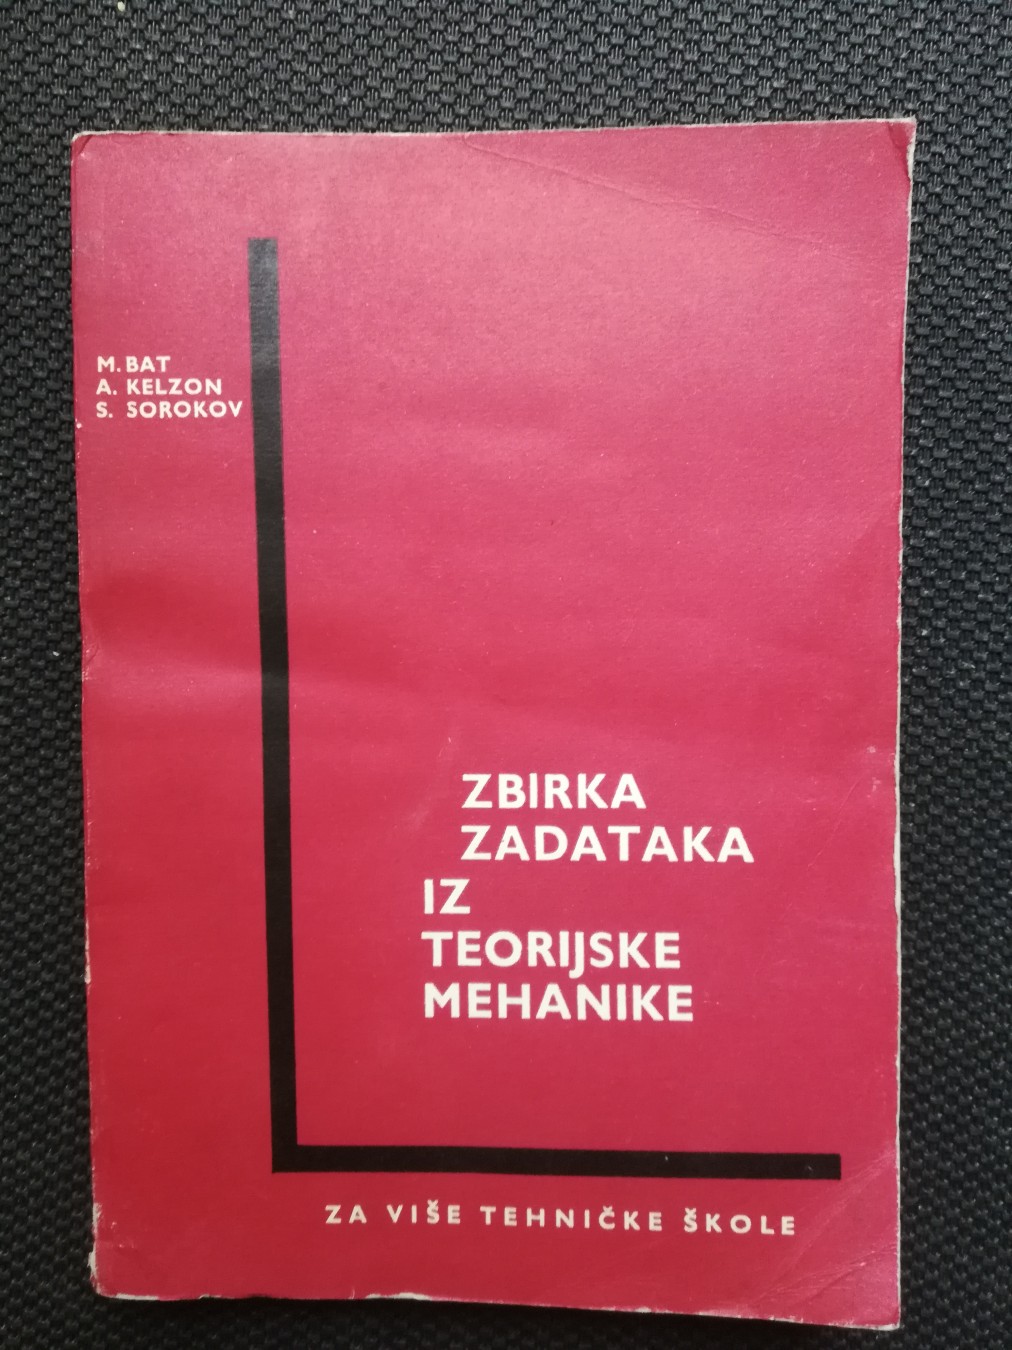 M. BAT
A. KELZON
S. SOROKOV
ZBIRKA
ZADATAKA
IZ
TEORIJSKE
MEHANIKE
ZA VIŠE TEHNIČKE ŠKOLE